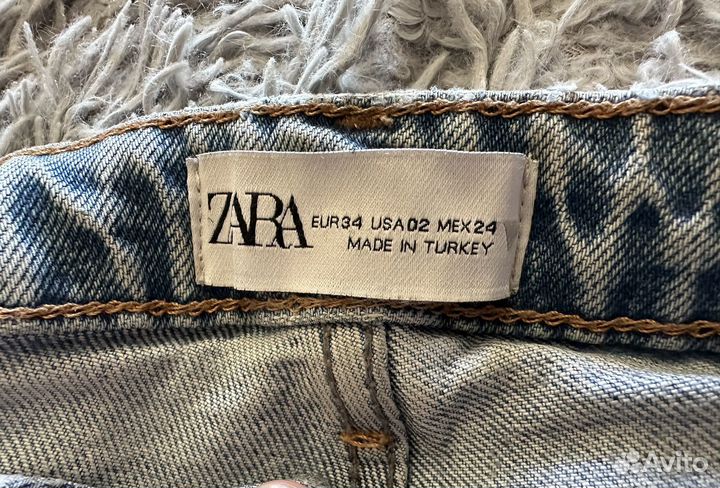 ZARA
EUR34 USA02 MEX24
MADE IN TURKEY
Avito